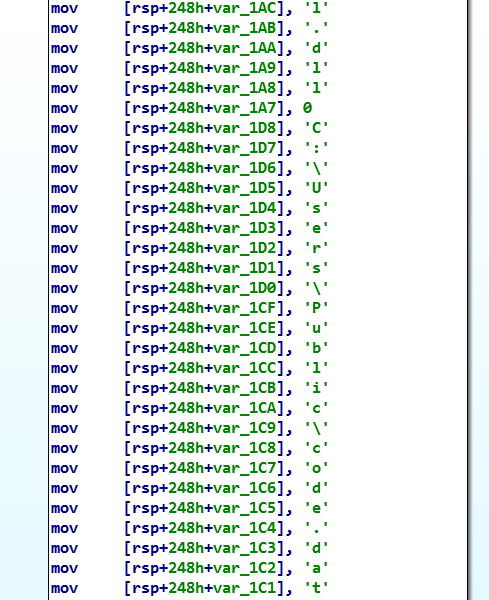 mov [rsp+248h+var_1AC], 'l'
mov [rsp+248h+var_1AB], '.'
mov [rsp+248h+var_1AA], 'd'
mov [rsp+248h+var_1A9], 'l'
mov [rsp+248h+var_1A8], 'l'
mov [rsp+248h+var_1A7], 0
mov [rsp+248h+var_1D8], 'C'
mov [rsp+248h+var_1D7], ':'
mov [rsp+248h+var_1D6], '\'
mov [rsp+248h+var_1D5], 'U'
mov [rsp+248h+var_1D4], 's'
mov [rsp+248h+var_1D3], 'e'
mov [rsp+248h+var_1D2], 'r'
mov [rsp+248h+var_1D1], 's'
mov [rsp+248h+var_1D0], '\'
mov [rsp+248h+var_1CF], 'P'
mov [rsp+248h+var_1CE], 'u'
mov [rsp+248h+var_1CD], 'b'
mov [rsp+248h+var_1CC], 'l'
mov [rsp+248h+var_1CB], 'i'
mov [rsp+248h+var_1CA], 'c'
mov [rsp+248h+var_1C9], '\'
mov [rsp+248h+var_1C8], 'c'
mov [rsp+248h+var_1C7], 'o'
mov [rsp+248h+var_1C6], 'd'
mov [rsp+248h+var_1C5], 'e'
mov [rsp+248h+var_1C4], '.'
mov [rsp+248h+var_1C3], 'd'
mov [rsp+248h+var_1C2], 'a'
mov [rsp+248h+var_1C1], 't'